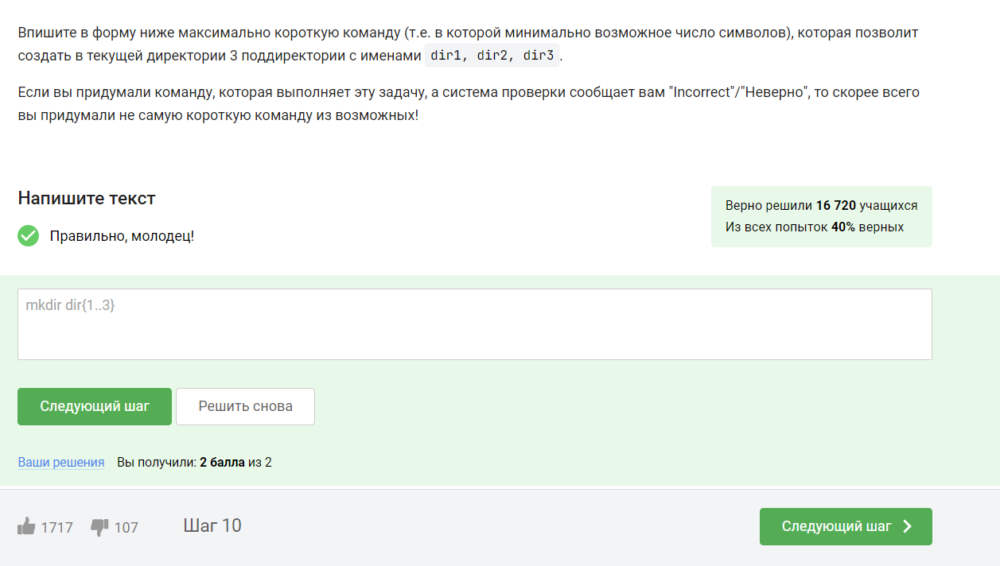 Впишите в форму ниже максимально короткую команду (т.е. в которой минимально возможное число символов), которая позволит
создать в текущей директории 3 поддиректории с именами dir1, dir2, dir3.
Если вы придумали команду, которая выполняет эту задачу, а система проверки сообщает вам "Incorrect"/"Неверно", то скорее всего
вы придумали не самую короткую команду из возможных!
Напишите текст
Верно решили 16 720 учащихся
Из всех попыток 40% верных
Правильно, молодец!
mkdir dir{1..3}
Следующий шаг
Решить снова
Ваши решения Вы получили: 2 балла из 2
1717 107 Шаг 10
Следующий шаг